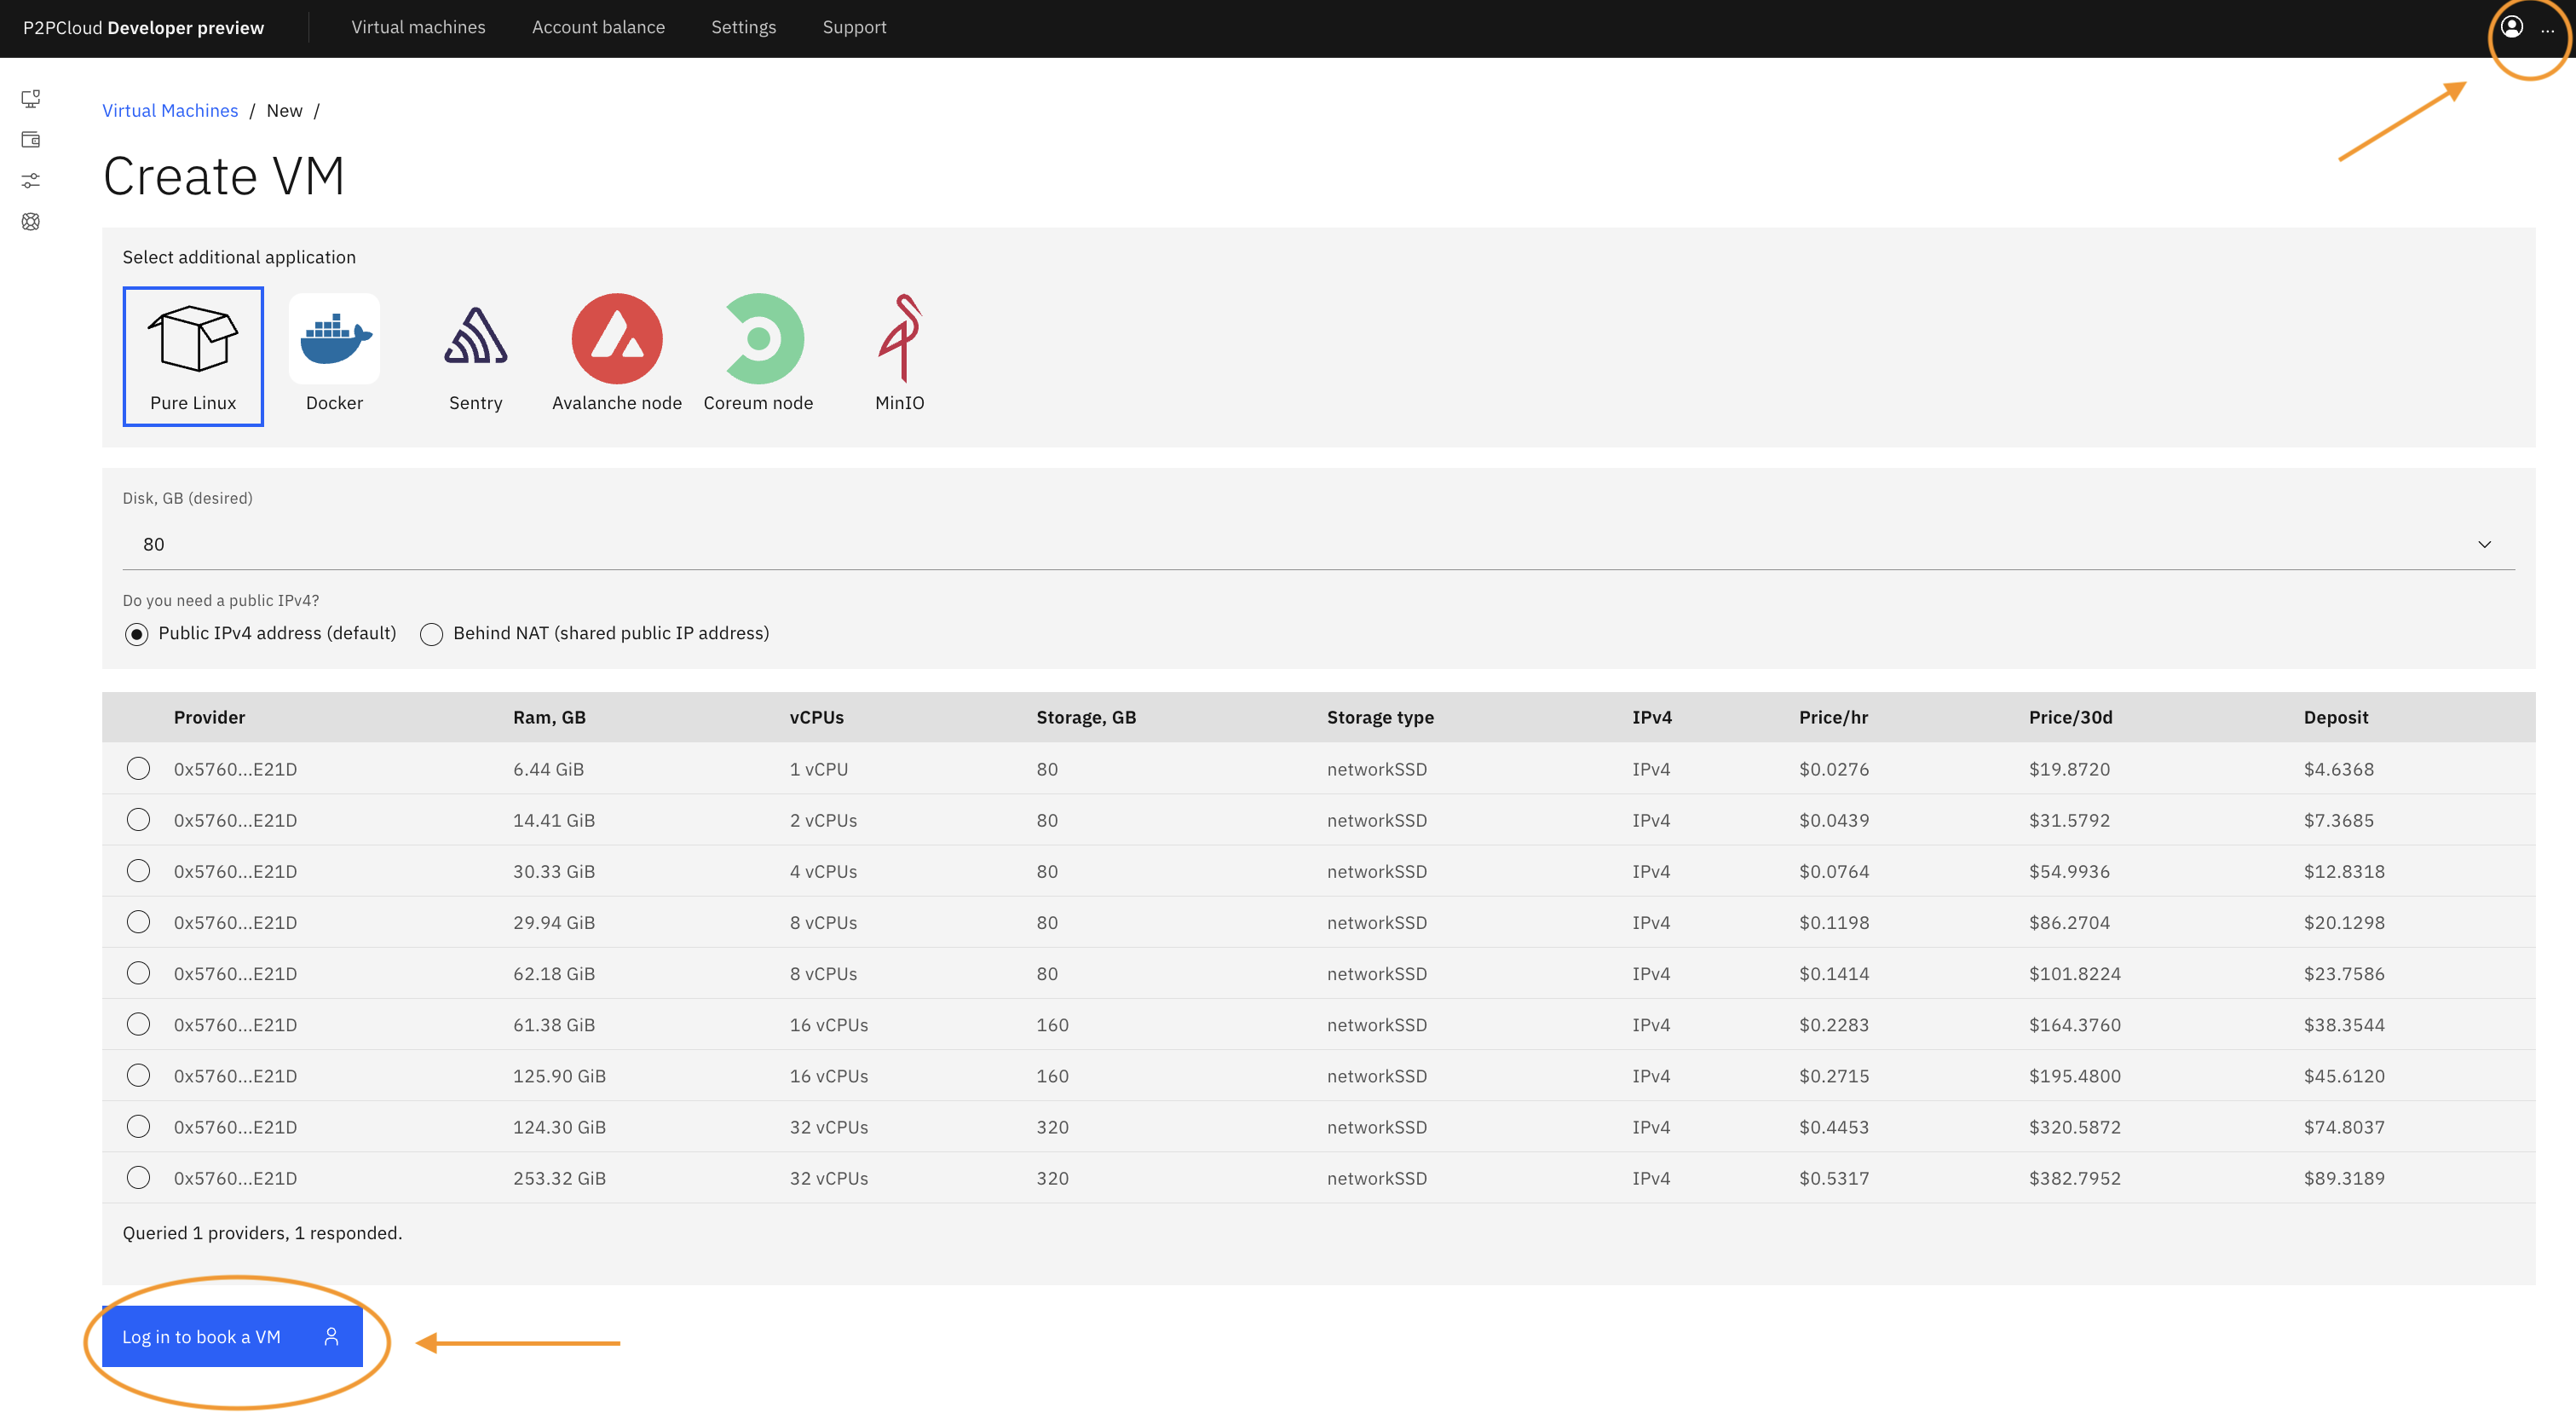 P2PCloud Developer preview Virtual machines Account balance Settings Support ...
Virtual Machines / New /
Create VM
Select additional application
Pure Linux Docker Sentry Avalanche node Coreum node MinIO
Disk, GB (desired)
80
Do you need a public IPv4?
Public IPv4 address (default) Behind NAT (shared public IP address)
Provider Ram, GB vCPUs Storage, GB Storage type IPv4 Price/hr Price/30d Deposit
0x5760...E21D 6.44 GiB 1 vCPU 80 networkSSD IPv4 $0.0276 $19.8720 $4.6368
0x5760...E21D 14.41 GiB 2 vCPUs 80 networkSSD IPv4 $0.0439 $31.5792 $7.3685
0x5760...E21D 30.33 GiB 4 vCPUs 80 networkSSD IPv4 $0.0764 $54.9936 $12.8318
0x5760...E21D 29.94 GiB 8 vCPUs 80 networkSSD IPv4 $0.1198 $86.2704 $20.1298
0x5760...E21D 62.18 GiB 8 vCPUs 80 networkSSD IPv4 $0.1414 $101.8224 $23.7586
0x5760...E21D 61.38 GiB 16 vCPUs 160 networkSSD IPv4 $0.2283 $164.3760 $38.3544
0x5760...E21D 125.90 GiB 16 vCPUs 160 networkSSD IPv4 $0.2715 $195.4800 $45.6120
0x5760...E21D 124.30 GiB 32 vCPUs 320 networkSSD IPv4 $0.4453 $320.5872 $74.8037
0x5760...E21D 253.32 GiB 32 vCPUs 320 networkSSD IPv4 $0.5317 $382.7952 $89.3189
Queried 1 providers, 1 responded.
Log in to book a VM